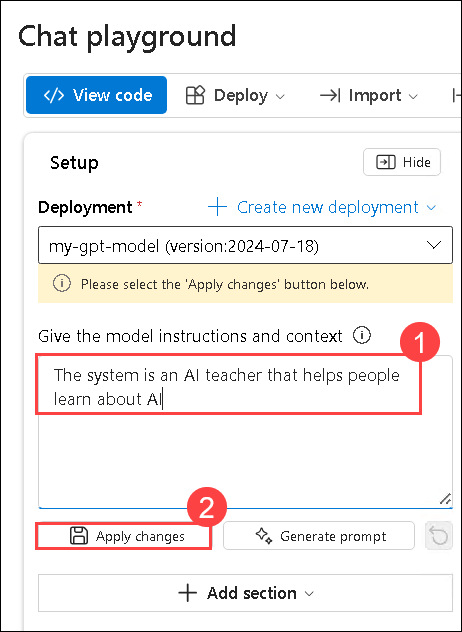 Chat playground
</> View code Deploy Import
Setup Hide
Deployment * + Create new deployment
my-gpt-model (version:2024-07-18)
Please select the 'Apply changes' button below.
Give the model instructions and context
1
The system is an AI teacher that helps people
learn about AI
2
Apply changes Generate prompt
+ Add section